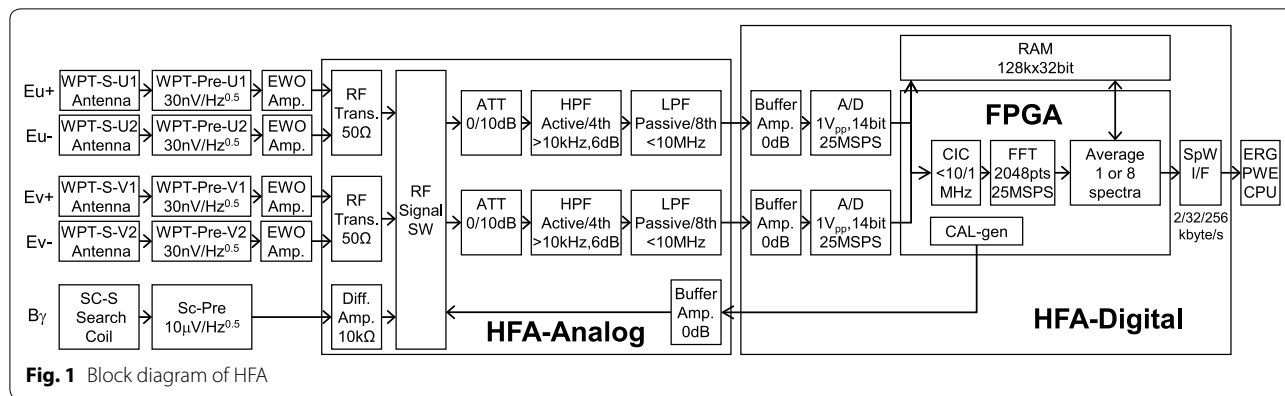 Eu+
WPT-S-U1
Antenna
WPT-Pre-U1
30nV/Hz0.5
EWO
Amp.
Eu-
WPT-S-U2
Antenna
WPT-Pre-U2
30nV/Hz0.5
EWO
Amp.
RF
Trans.
50Ω
Ev+
WPT-S-V1
Antenna
WPT-Pre-V1
30nV/Hz0.5
EWO
Amp.
Ev-
WPT-S-V2
Antenna
WPT-Pre-V2
30nV/Hz0.5
EWO
Amp.
RF
Trans.
50Ω
Bγ
SC-S
Search
Coil
Sc-Pre
10μV/Hz0.5
Diff.
Amp.
10kΩ
RF
Signal
SW
ATT
0/10dB
HPF
Active/4th
>10kHz,6dB
LPF
Passive/8th
<10MHz
ATT
0/10dB
HPF
Active/4th
>10kHz,6dB
LPF
Passive/8th
<10MHz
Buffer
Amp.
0dB
HFA-Analog
Buffer
Amp.
0dB
A/D
1Vpp,14bit
25MSPS
Buffer
Amp.
0dB
A/D
1Vpp,14bit
25MSPS
RAM
128kx32bit
FPGA
CIC
<10/1
MHz
FFT
2048pts
25MSPS
Average
1 or 8
spectra
CAL-gen
SpW
I/F
2/32/256
kbyte/s
ERG
PWE
CPU
HFA-Digital
Fig. 1 Block diagram of HFA